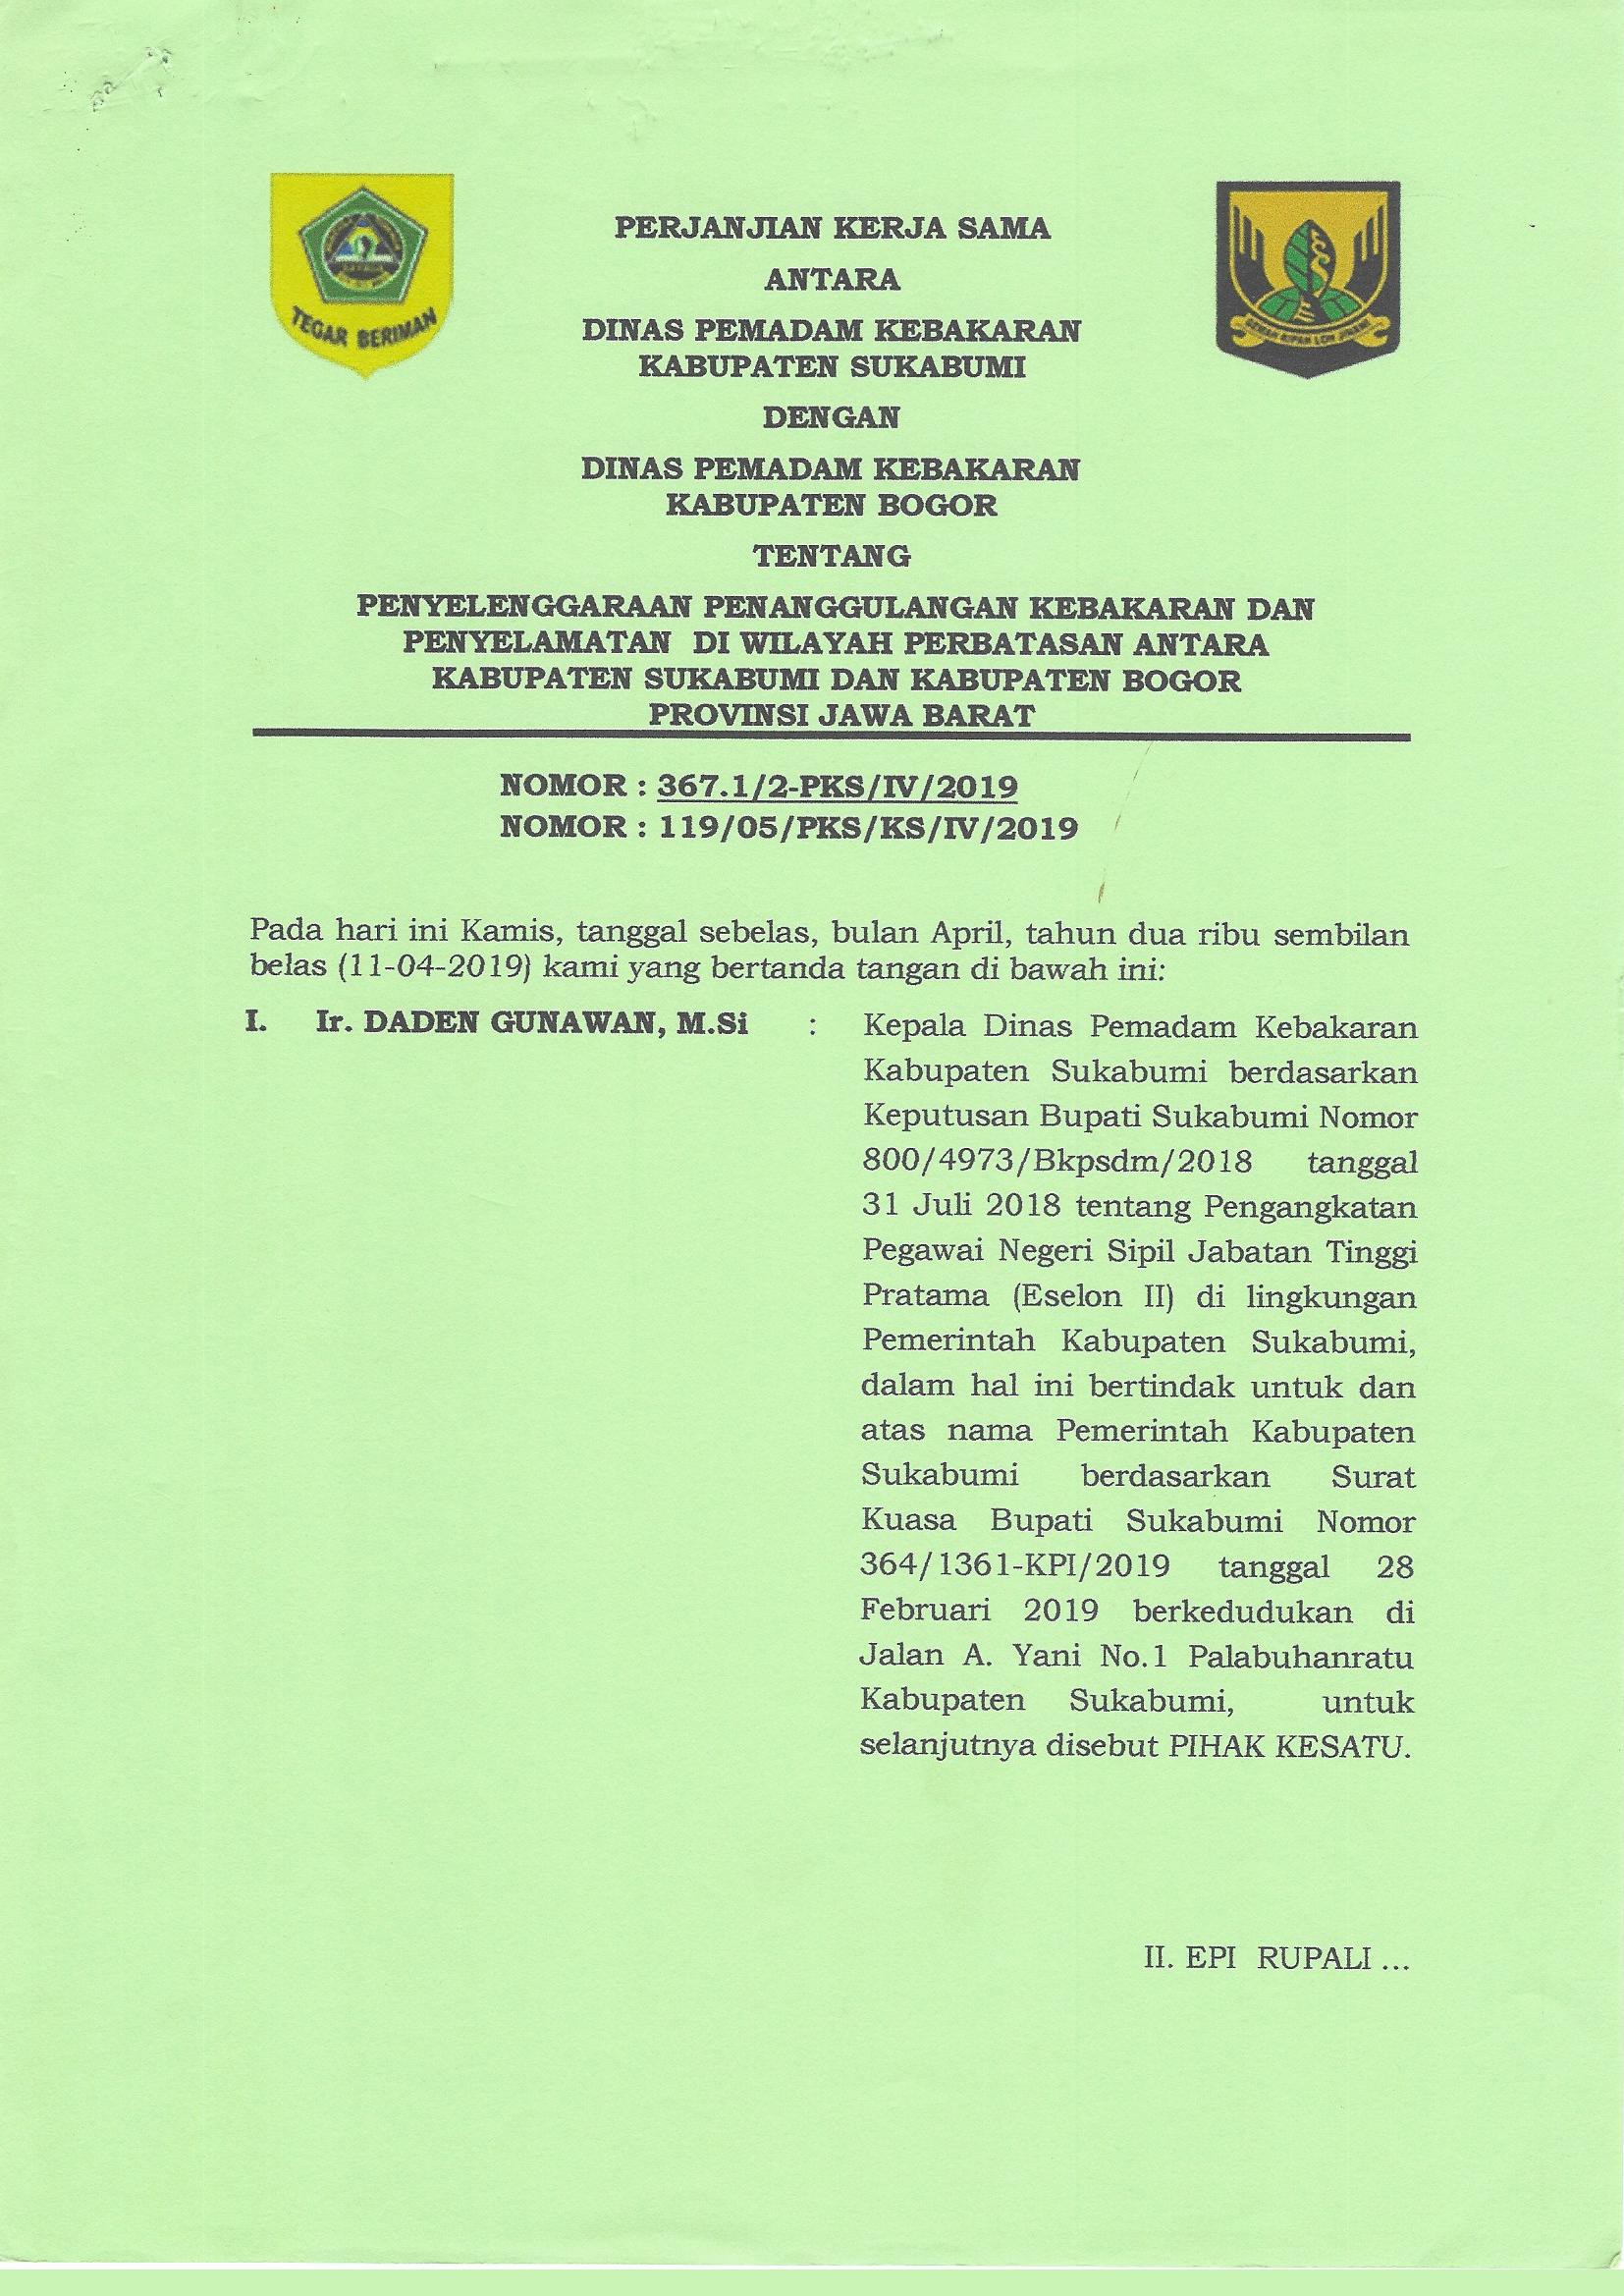 TEGAR BERIMAN
PERJANJIAN KERJA SAMA
ANTARA
DINAS PEMADAM KEBAKARAN
KABUPATEN SUKABUMI
DENGAN
DINAS PEMADAM KEBAKARAN
KABUPATEN BOGOR
TENTANG
PENYELENGGARAAN PENANGGULANGAN KEBAKARAN DAN
PENYELAMATAN DI WILAYAH PERBATASAN ANTARA
KABUPATEN SUKABUMI DAN KABUPATEN BOGOR
PROVINSI JAWA BARAT
NOMOR : 367.1/2-PKS/IV/2019
NOMOR : 119/05/PKS/KS/IV/2019
Pada hari ini Kamis, tanggal sebelas, bulan April, tahun dua ribu sembilan
belas (11-04-2019) kami yang bertanda tangan di bawah ini:
I. Ir. DADEN GUNAWAN, M.Si : Kepala Dinas Pemadam Kebakaran
Kabupaten Sukabumi berdasarkan
Keputusan Bupati Sukabumi Nomor
800/4973/Bkpsdm/2018 tanggal
31 Juli 2018 tentang Pengangkatan
Pegawai Negeri Sipil Jabatan Tinggi
Pratama (Eselon II) di lingkungan
Pemerintah Kabupaten Sukabumi,
dalam hal ini bertindak untuk dan
atas nama Pemerintah Kabupaten
Sukabumi berdasarkan Surat
Kuasa Bupati Sukabumi Nomor
364/1361-KPI/2019 tanggal 28
Februari 2019 berkedudukan di
Jalan A. Yani No.1 Palabuhanratu
Kabupaten Sukabumi, untuk
selanjutnya disebut PIHAK KESATU.
II. EPI RUPALI ...